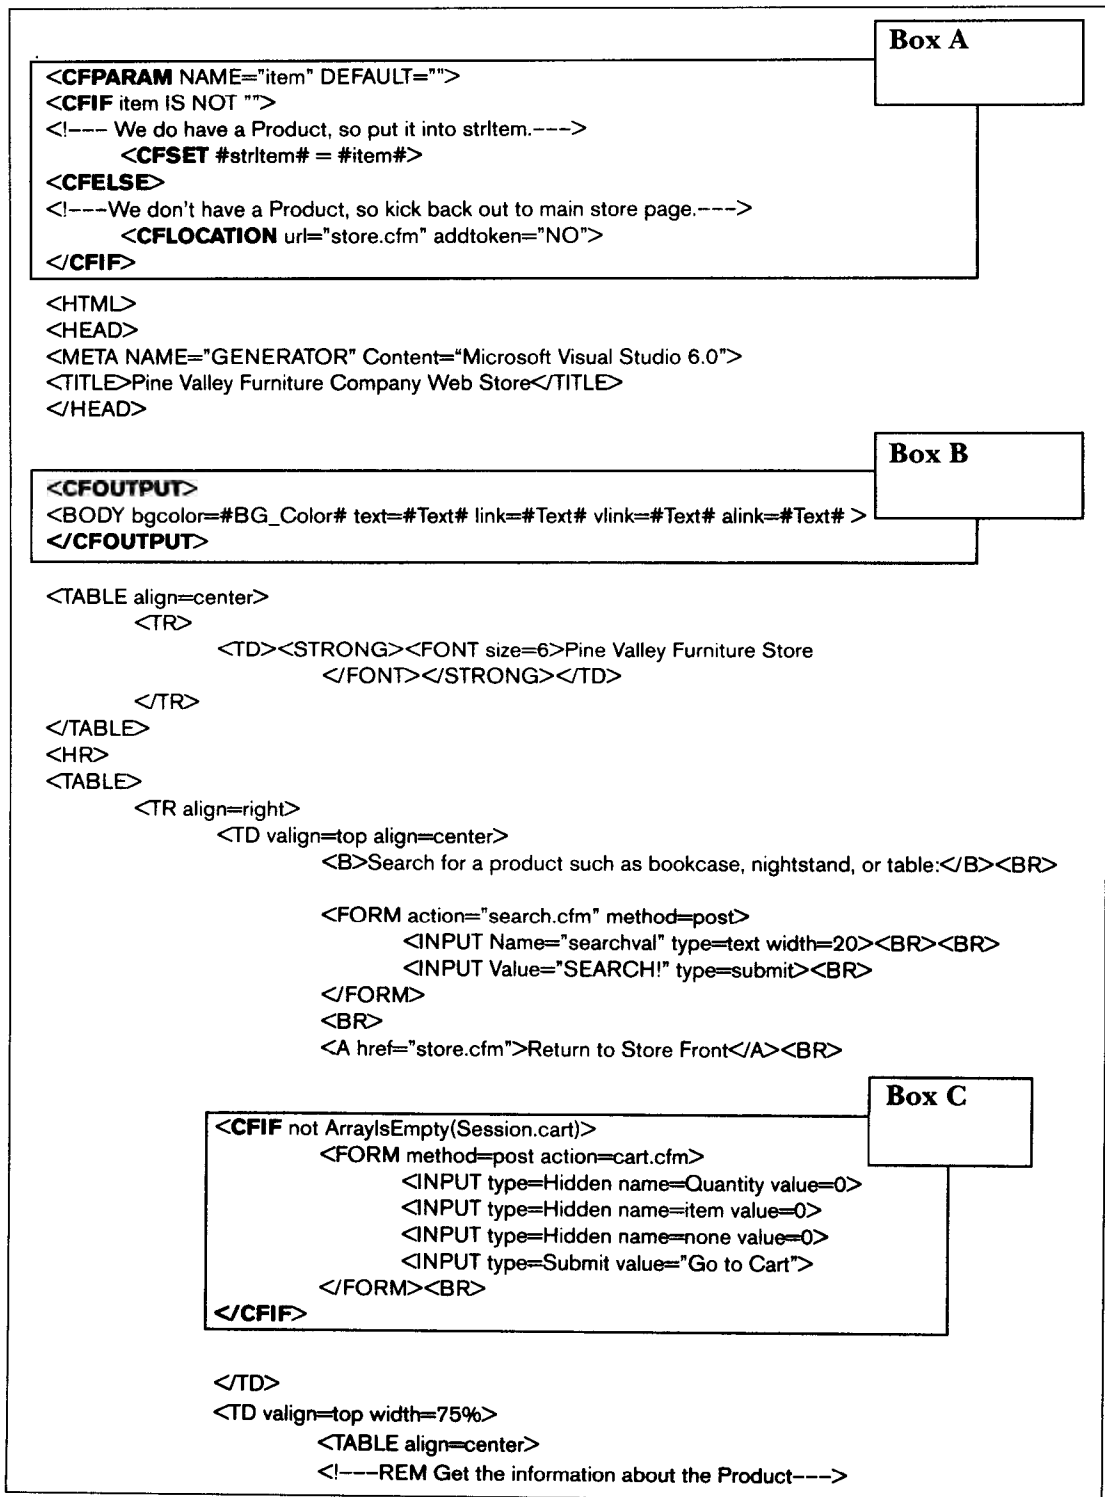 Box A
<CFPARAM NAME="item" DEFAULT="">
<CFIF item IS NOT "">
<!--- We do have a Product, so put it into strItem.--->
<CFSET #strItem# = #item#>
<CFELSE>
<!---We don't have a Product, so kick back out to main store page.--->
<CFLOCATION url="store.cfm" addtoken="NO">
</CFIF>
<HTML>
<HEAD>
<META NAME="GENERATOR" Content="Microsoft Visual Studio 6.0">
<TITLE>Pine Valley Furniture Company Web Store</TITLE>
</HEAD>
Box B
<CFOUTPUT>
<BODY bgcolor=#BG_Color# text=#Text# link=#Text# vlink=#Text# alink=#Text# >
</CFOUTPUT>
<TABLE align=center>
<TR>
<TD><STRONG><FONT size=6>Pine Valley Furniture Store
</FONT></STRONG></TD>
</TR>
</TABLE>
<HR>
<TABLE>
<TR align=right>
<TD valign=top align=center>
<B>Search for a product such as bookcase, nightstand, or table:</B><BR>
<FORM action="search.cfm" method=post>
<INPUT Name="searchval" type=text width=20><BR><BR>
<INPUT Value="SEARCH!" type=submit><BR>
</FORM>
<BR>
<A href="store.cfm">Return to Store Front</A><BR>
Box C
<CFIF not ArrayIsEmpty(Session.cart)>
<FORM method=post action=cart.cfm>
<INPUT type=Hidden name=Quantity value=0>
<INPUT type=Hidden name=item value=0>
<INPUT type=Hidden name=none value=0>
<INPUT type=Submit value="Go to Cart">
</FORM><BR>
</CFIF>
</TD>
<TD valign=top width=75%>
<TABLE align=center>
<!---REM Get the information about the Product--->